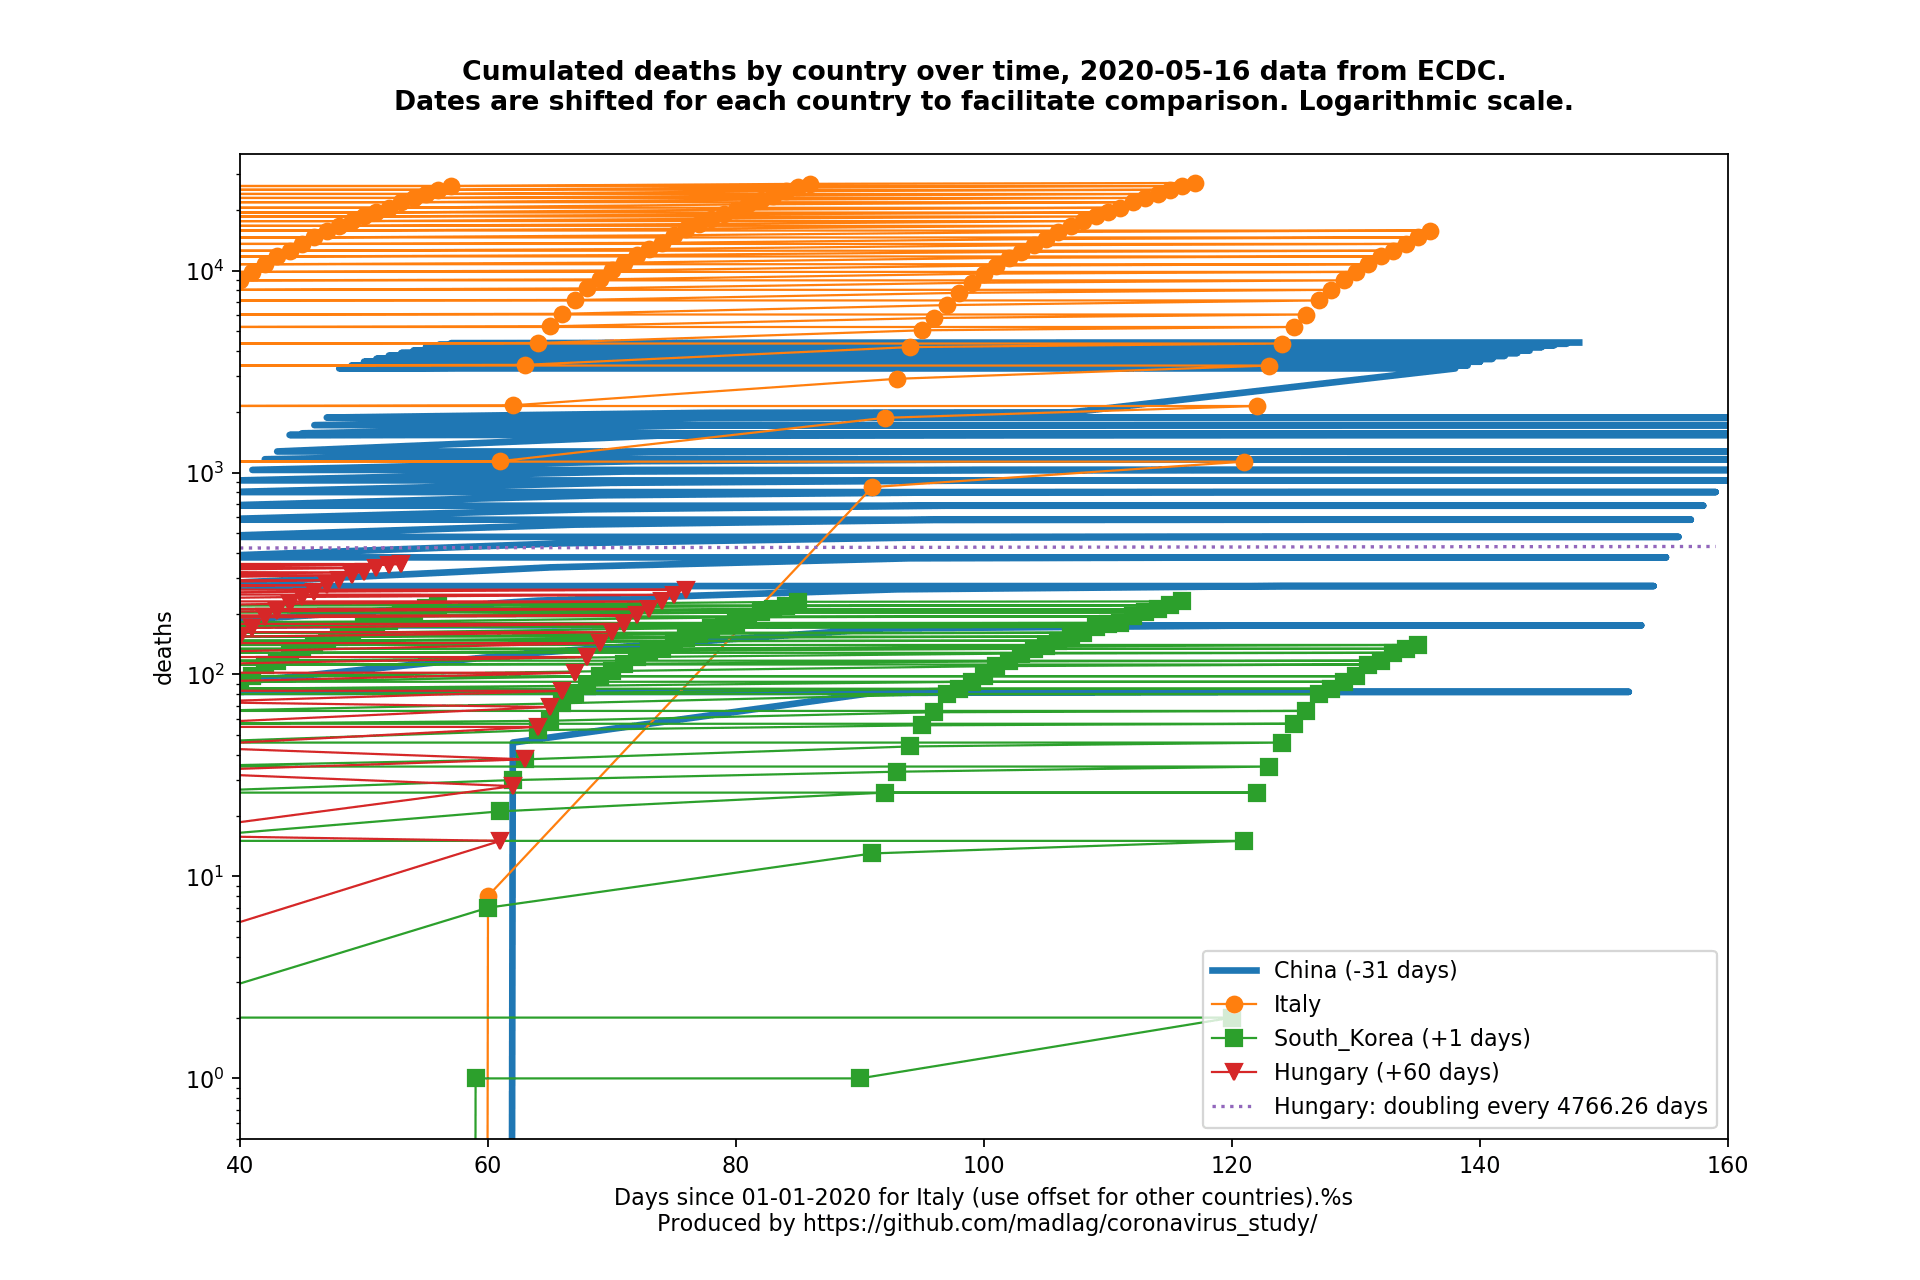 Cumulated deaths by country over time, 2020-05-16 data from ECDC.
Dates are shifted for each country to facilitate comparison. Logarithmic scale.
deaths
10⁴
10³
10²
10¹
10⁰
40 60 80 100 120 140 160
China (-31 days)
Italy
South_Korea (+1 days)
Hungary (+60 days)
Hungary: doubling every 4766.26 days
Days since 01-01-2020 for Italy (use offset for other countries).%s
Produced by https://github.com/madlag/coronavirus_study/